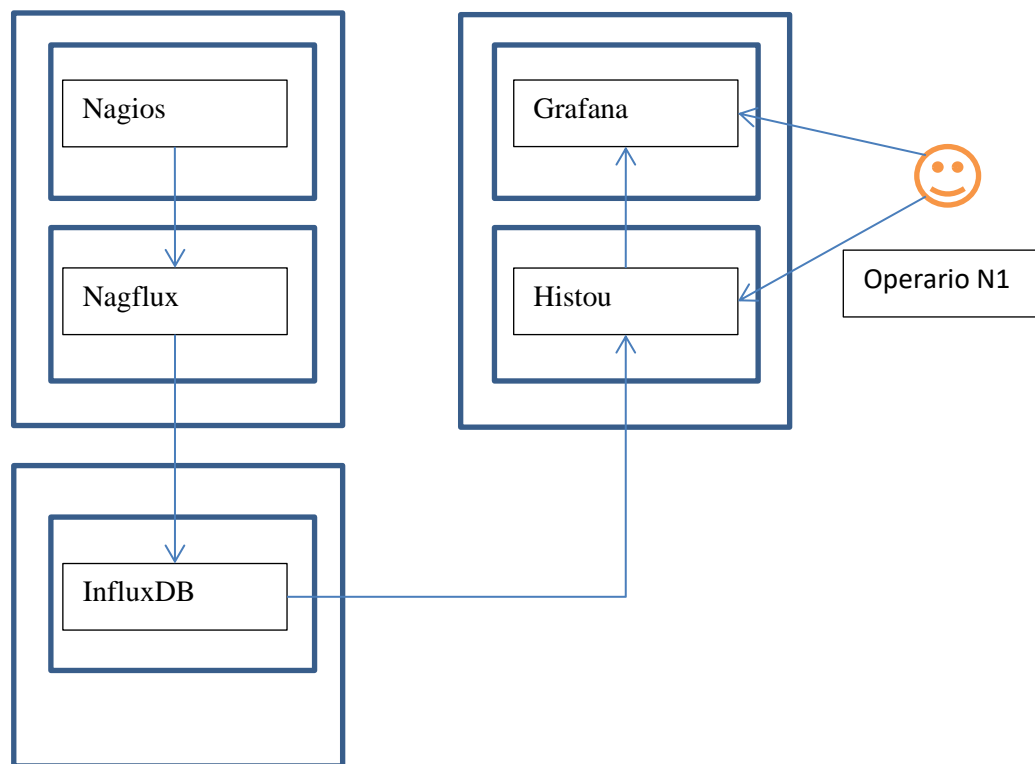 Nagios
Grafana
Nagflux
Histou
Operario N1
InfluxDB